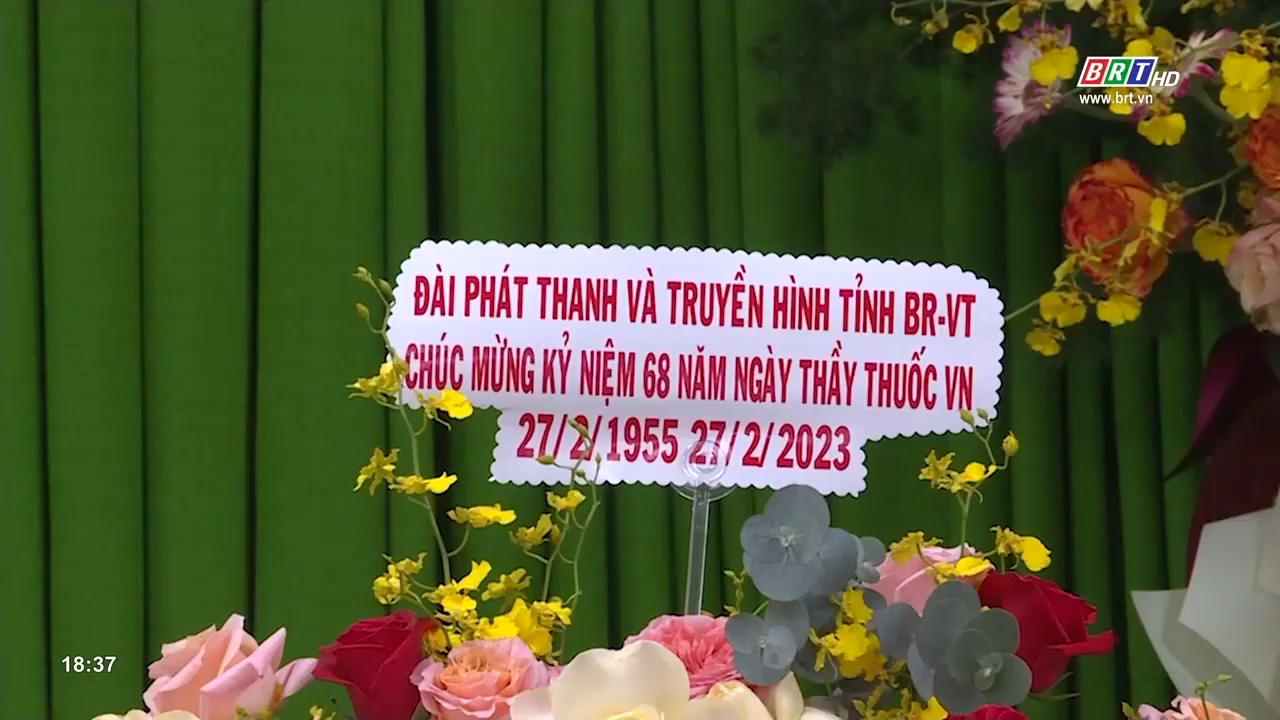 BRT HD
www.brt.vn
ĐÀI PHÁT THANH VÀ TRUYỀN HÌNH TỈNH BR-VT
CHÚC MỪNG KỶ NIỆM 68 NĂM NGÀY THẦY THUỐC VN
27/2/1955 27/2/2023
18:37